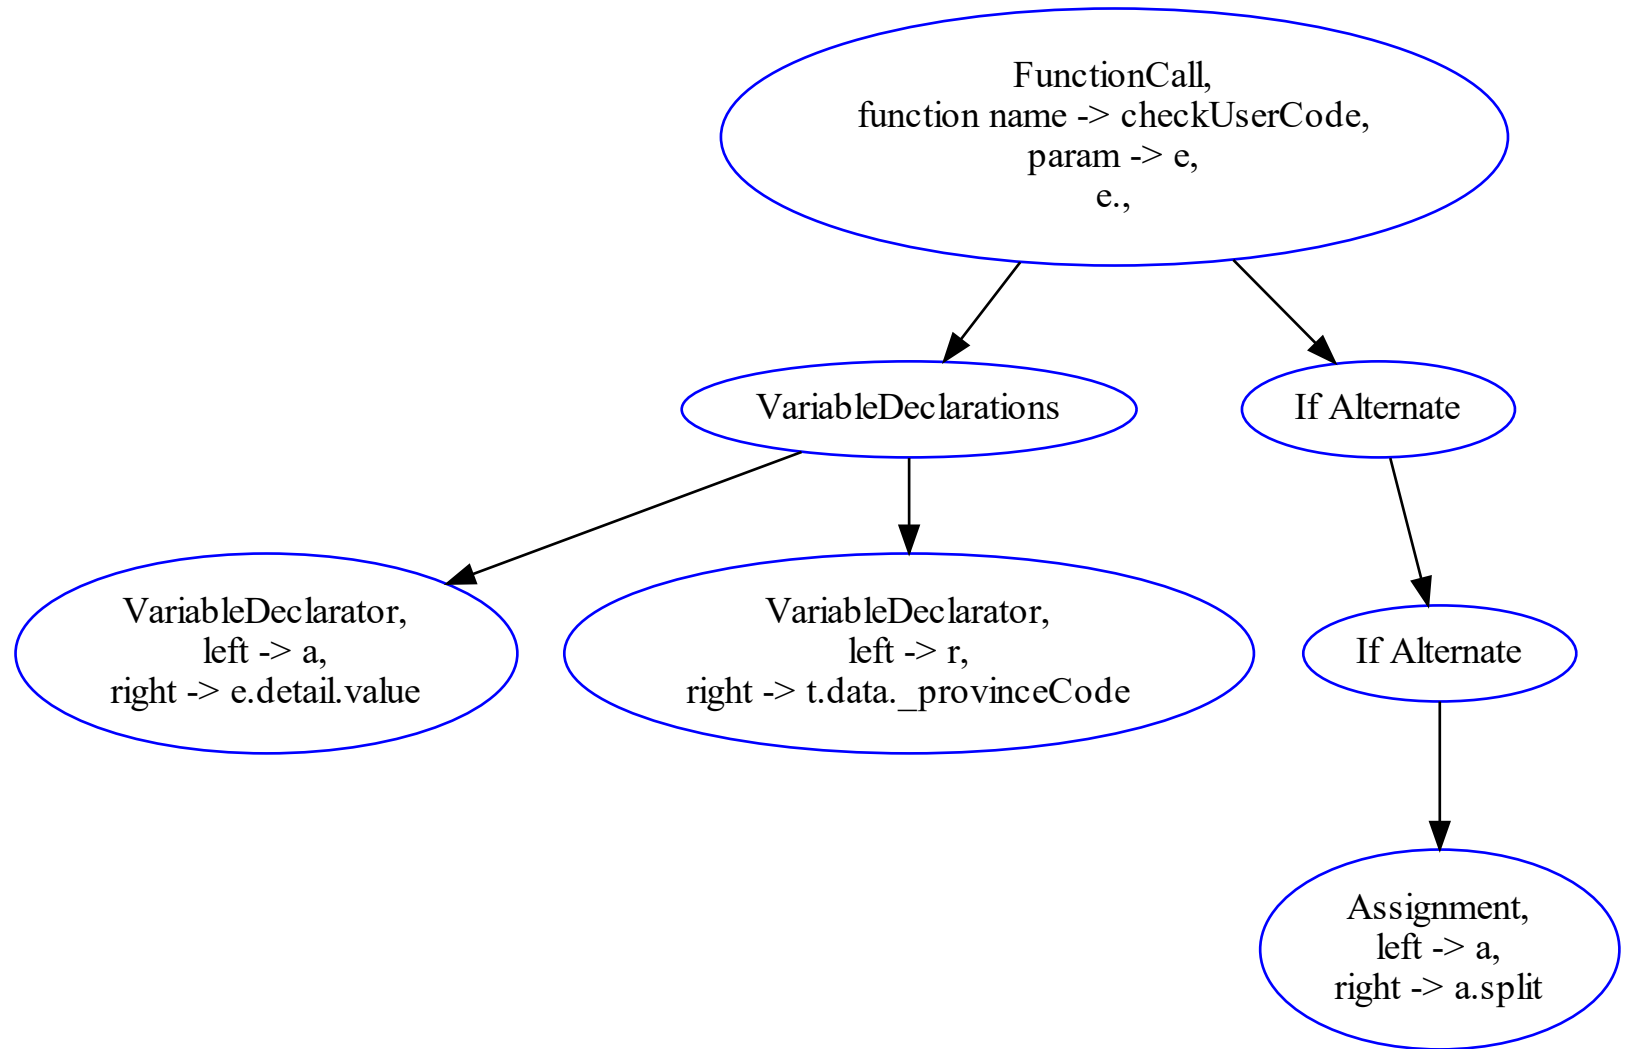 FunctionCall,
function name -> checkUserCode,
param -> e,
e.,
VariableDeclarations
If Alternate
VariableDeclarator,
left -> a,
right -> e.detail.value
VariableDeclarator,
left -> r,
right -> t.data._provinceCode
If Alternate
Assignment,
left -> a,
right -> a.split